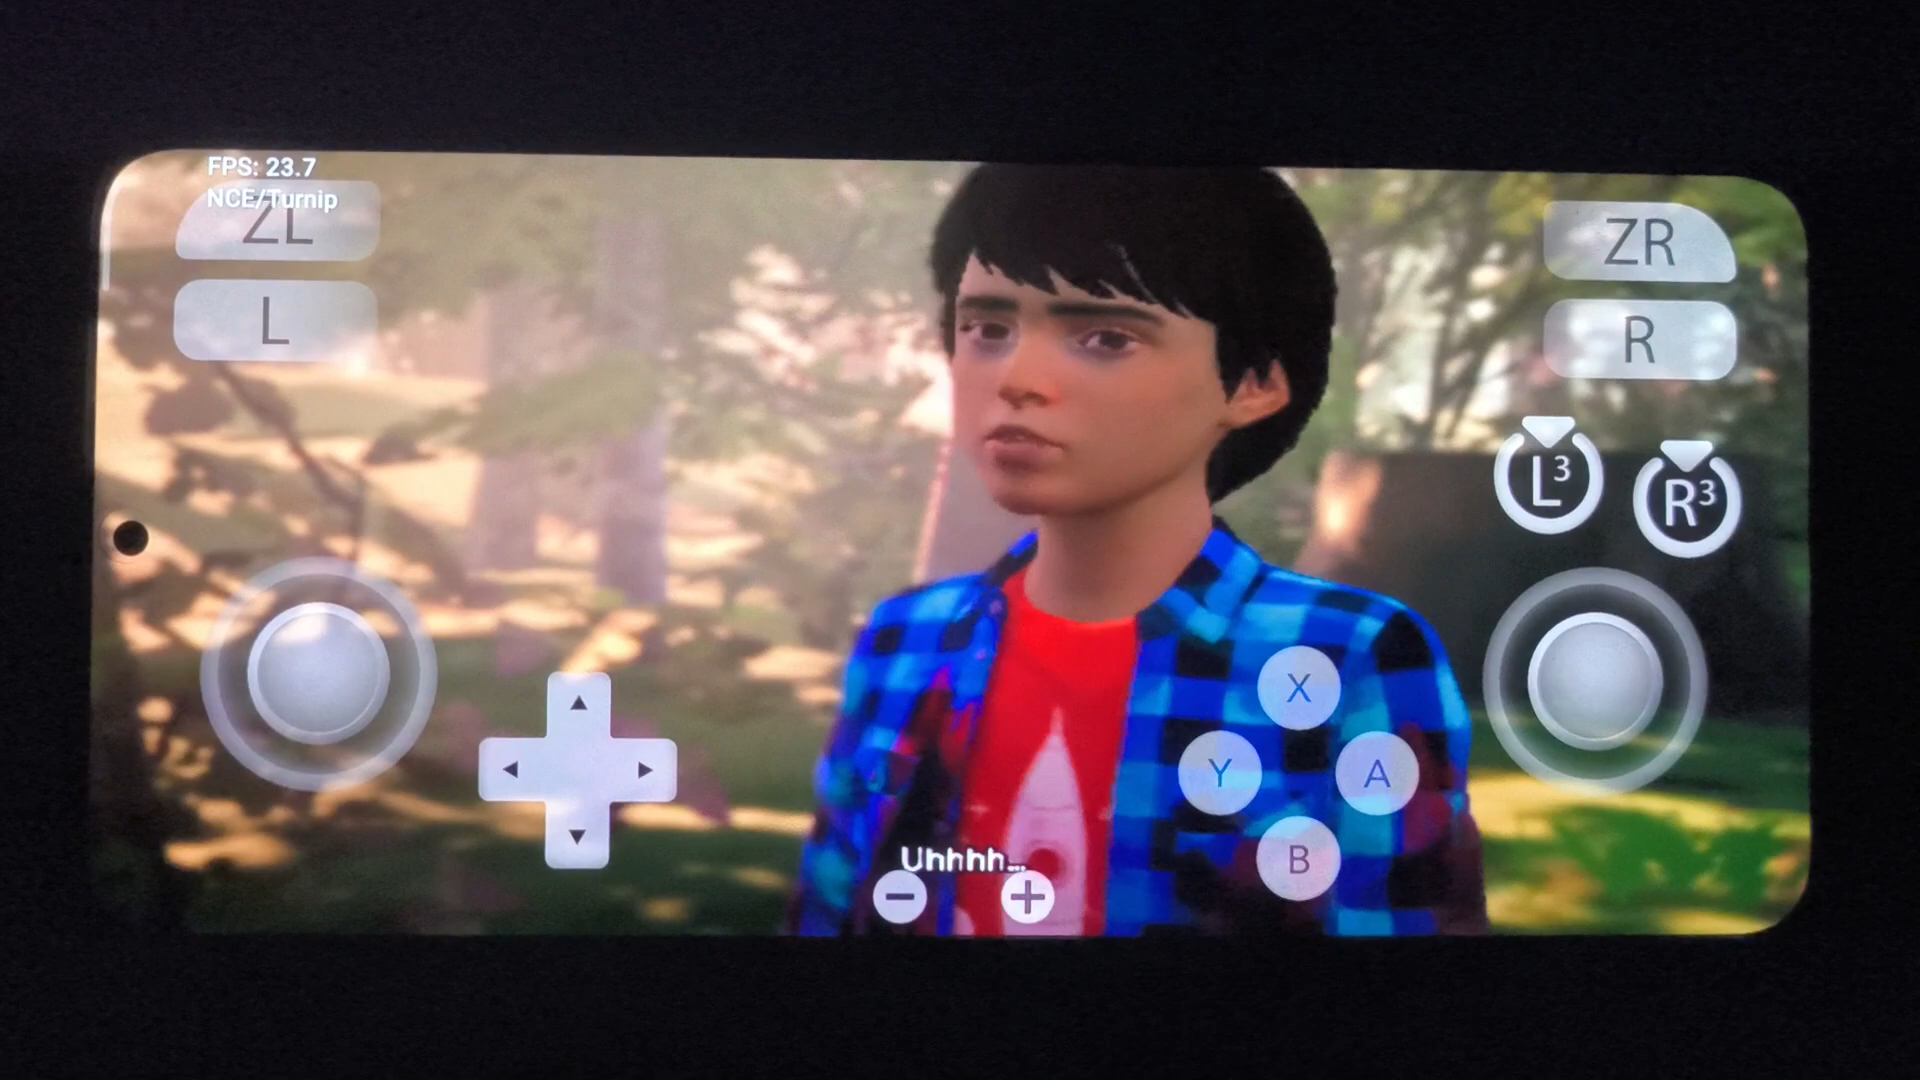 FPS: 23.7
NCE/Turnip
ZL
ZR
L
R
L3
R3
X
Y
A
B
Uhhhh...